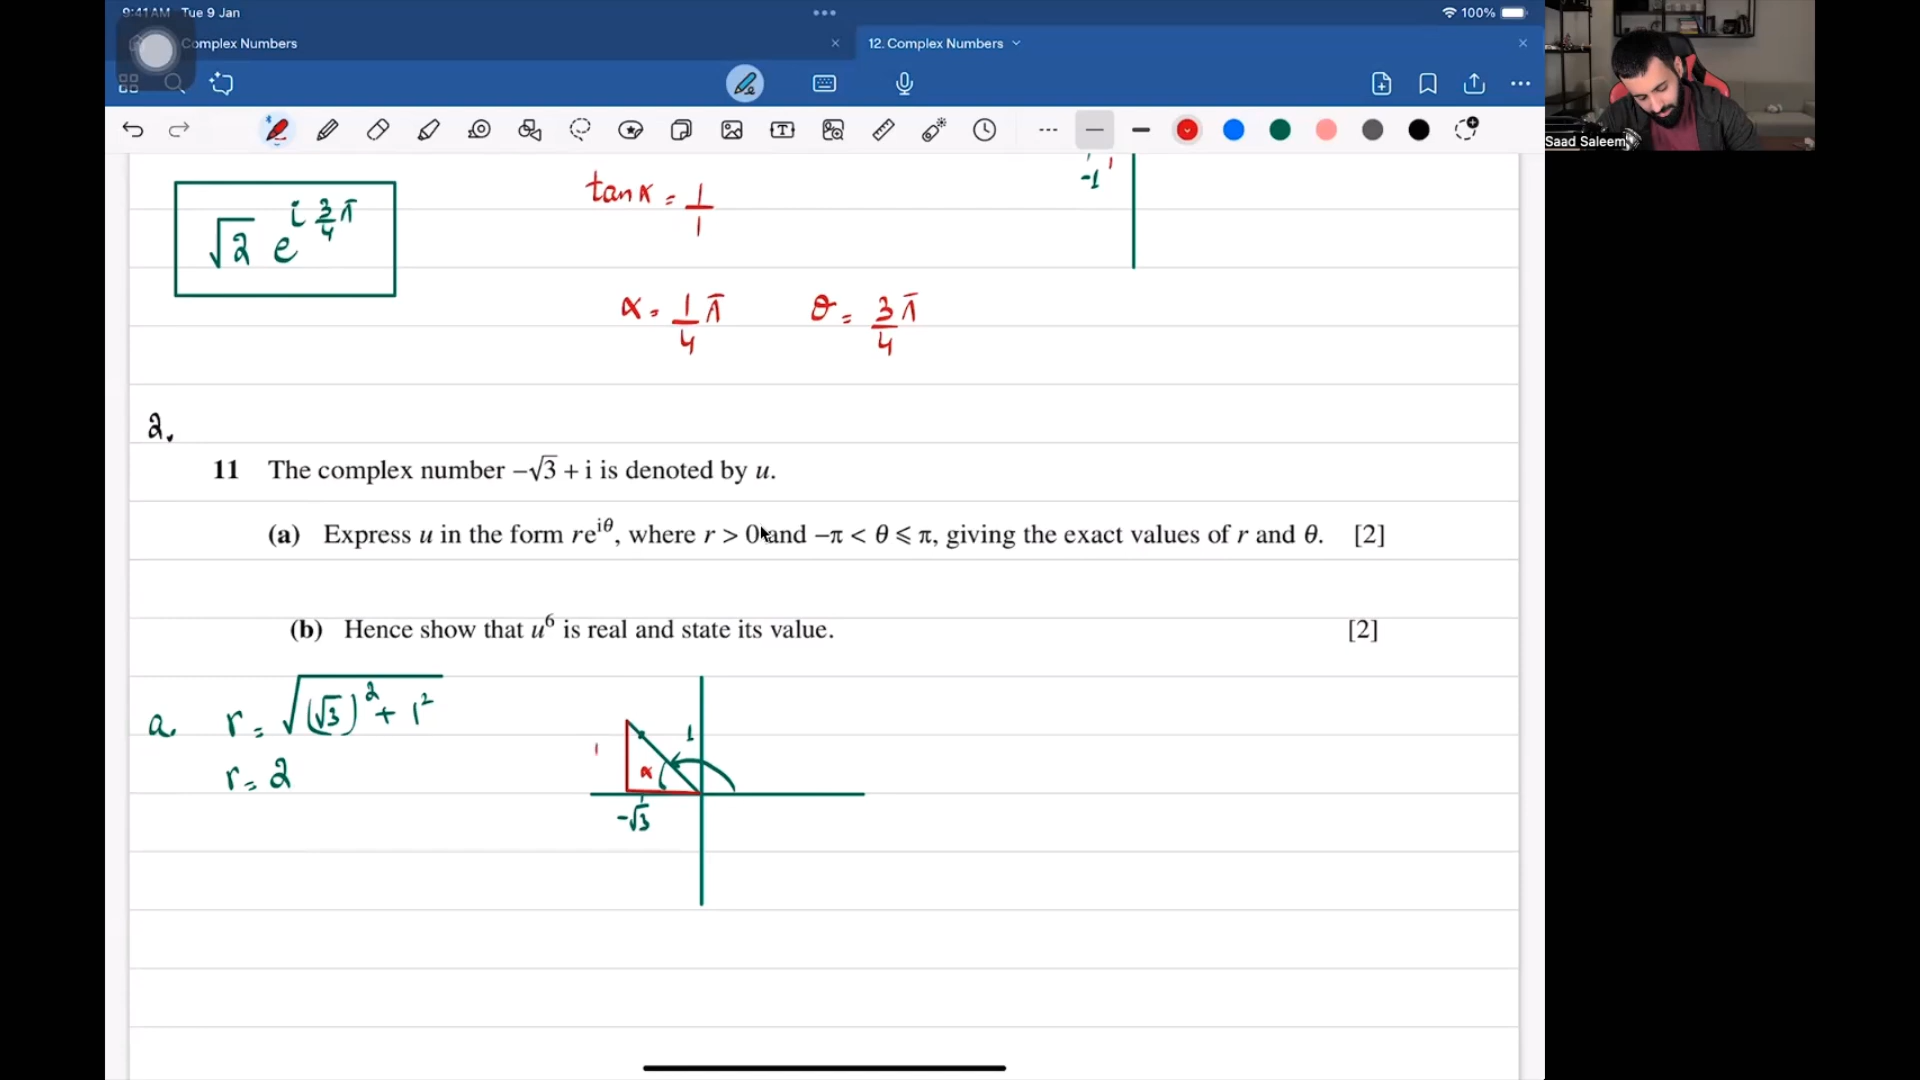 9:41 AM Tue 9 Jan
100%
Complex Numbers
12. Complex Numbers
Saad Saleem
-1
tan α = 1/1
√2 e^(i 3/4 π)
α = 1/4 π
θ = 3/4 π
2.
11 The complex number −√3 + i is denoted by u.
(a) Express u in the form re^(iθ), where r > 0 and −π < θ ⩽ π, giving the exact values of r and θ. [2]
(b) Hence show that u⁶ is real and state its value. [2]
a. r = √((√3)² + 1²)
r = 2
1
1
α
-√3